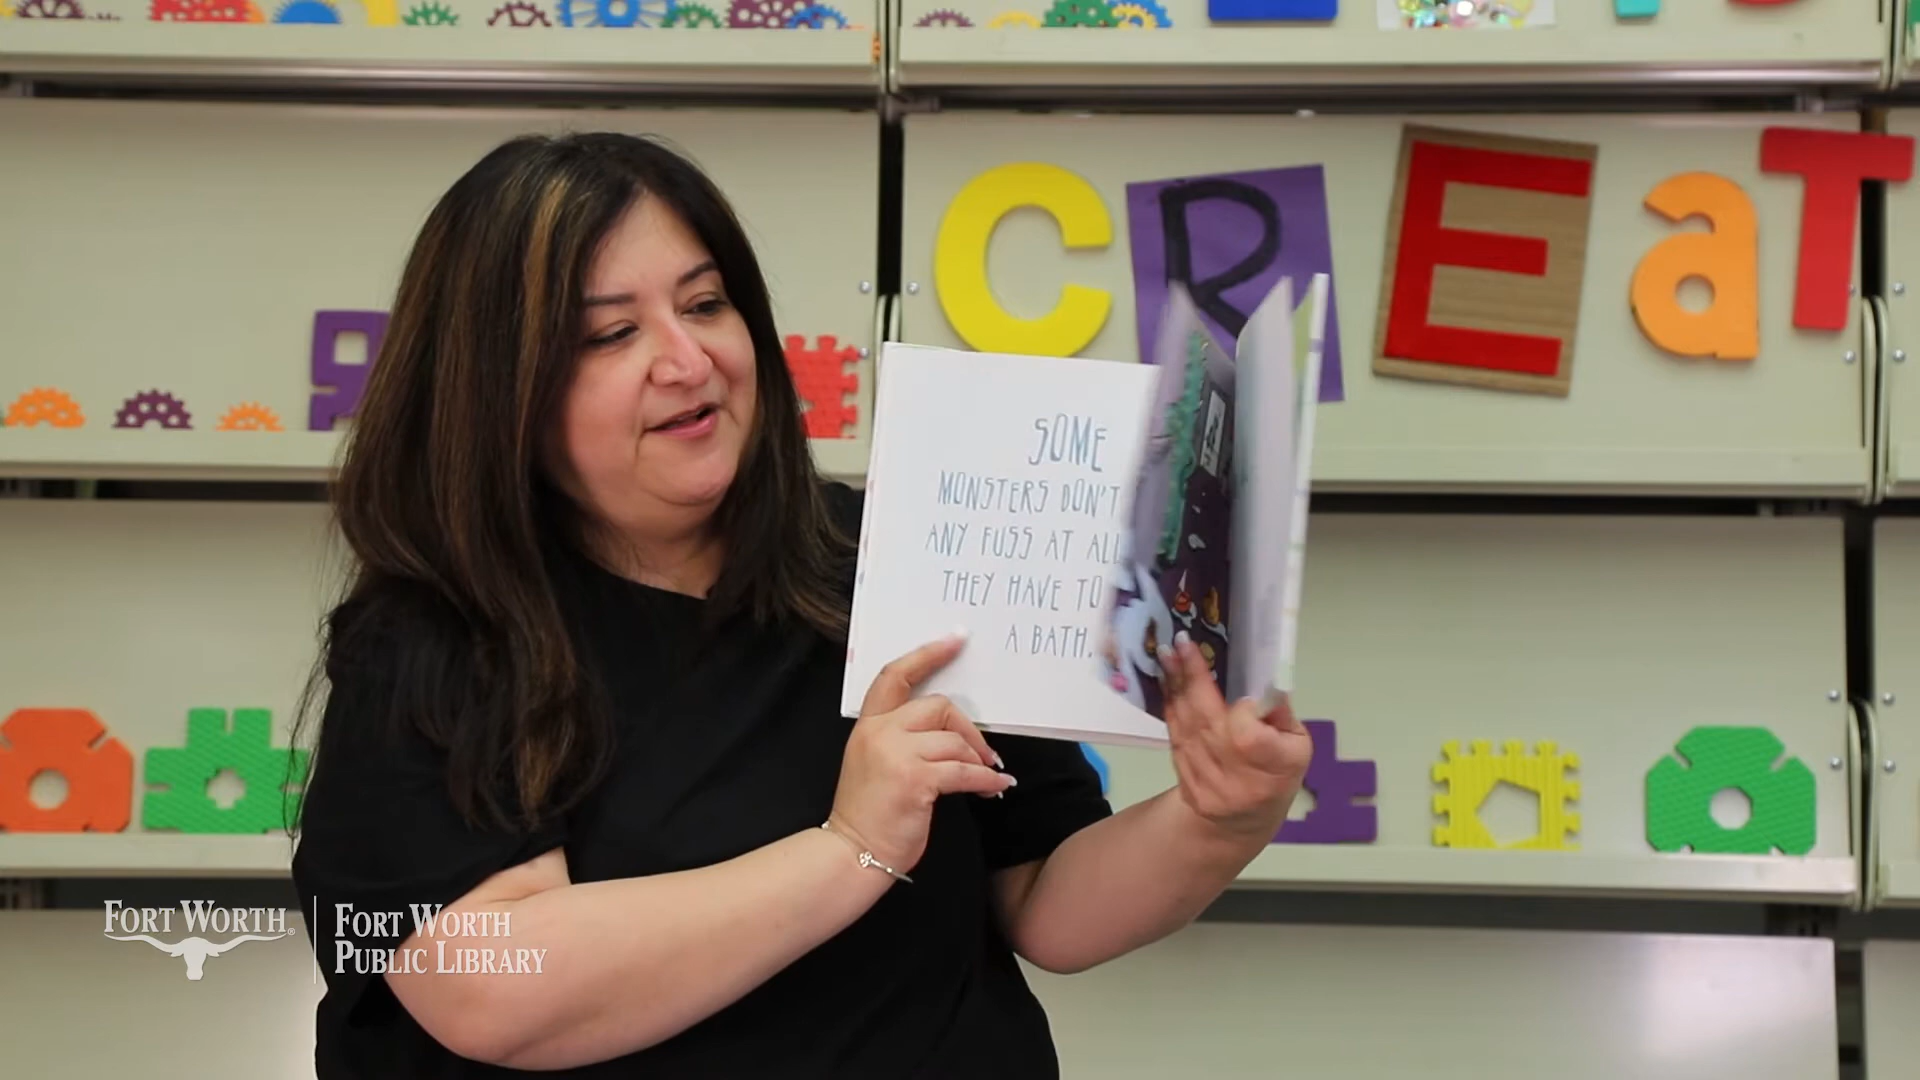 CREaT
SOME
MONSTERS DON'T
ANY FUSS AT ALL
THEY HAVE TO
A BATH.
FORT WORTH®
FORT WORTH
PUBLIC LIBRARY